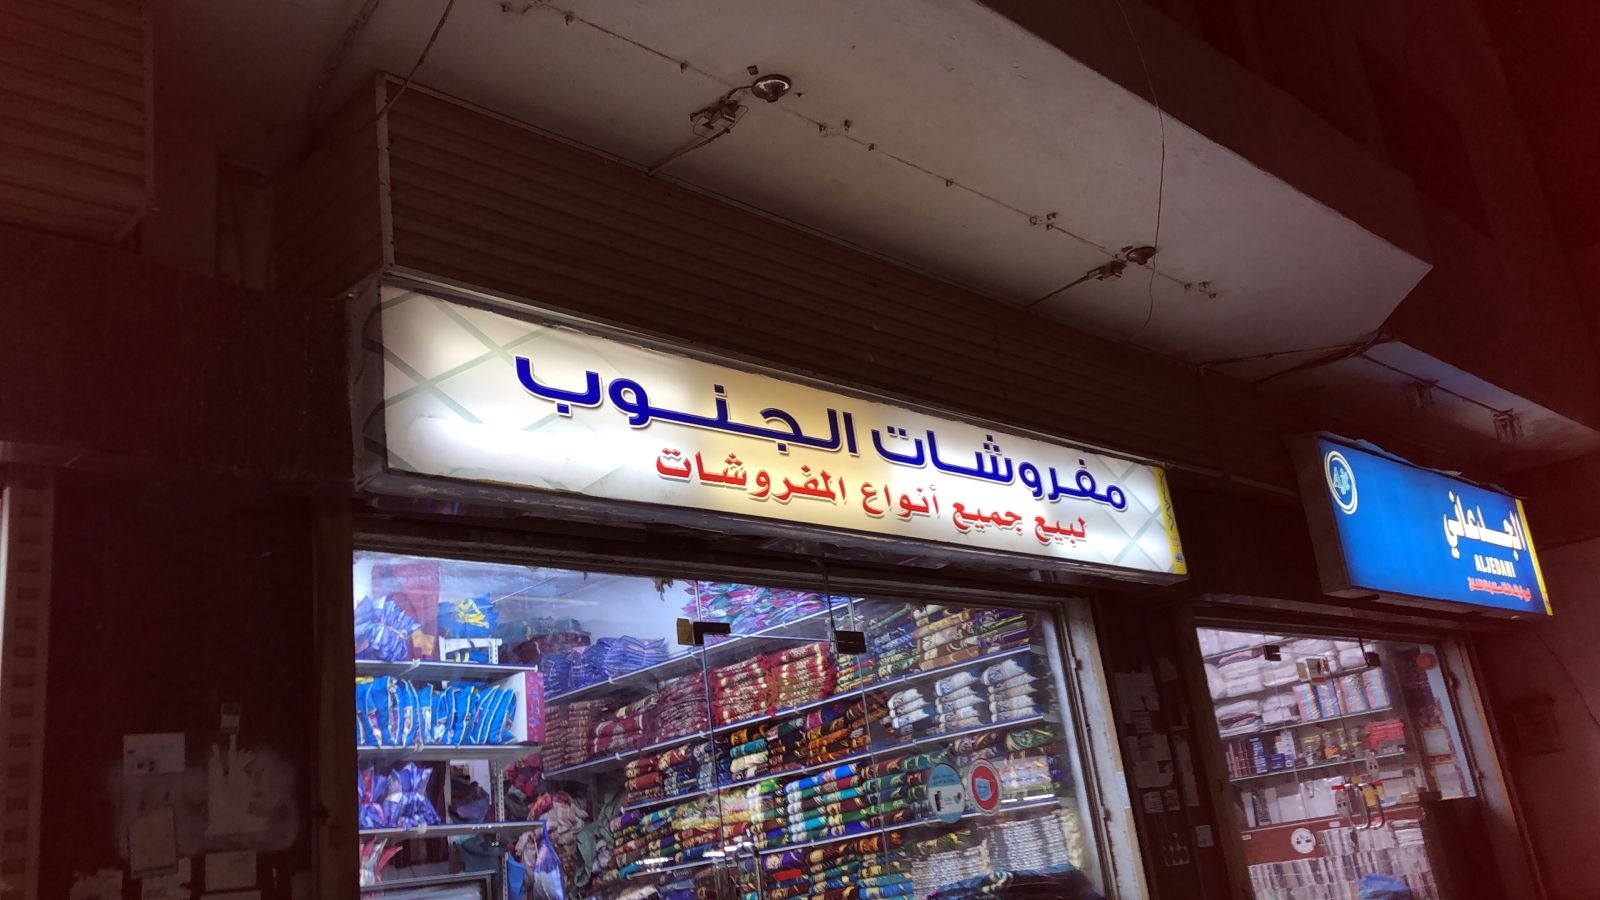 مفروشات الجنوب
لبيع جميع أنواع المفروشات
الجدعاني
ALJEDANI